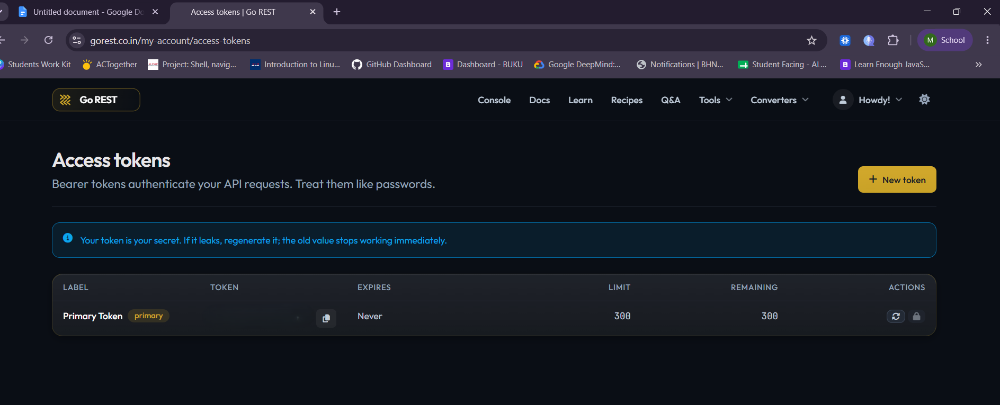 Untitled document - Google Do
Access tokens | Go REST
gorest.co.in/my-account/access-tokens
M School
Students Work Kit
ACTogether
Project: Shell, navig...
Introduction to Linu...
GitHub Dashboard
Dashboard - BUKU
Google DeepMind:...
Notifications | BHN...
Student Facing - AL...
Learn Enough JavaS...
Go REST
Console
Docs
Learn
Recipes
Q&A
Tools
Converters
Howdy!
Access tokens
Bearer tokens authenticate your API requests. Treat them like passwords.
+ New token
Your token is your secret. If it leaks, regenerate it; the old value stops working immediately.
LABEL TOKEN EXPIRES LIMIT REMAINING ACTIONS
Primary Token primary Never 300 300